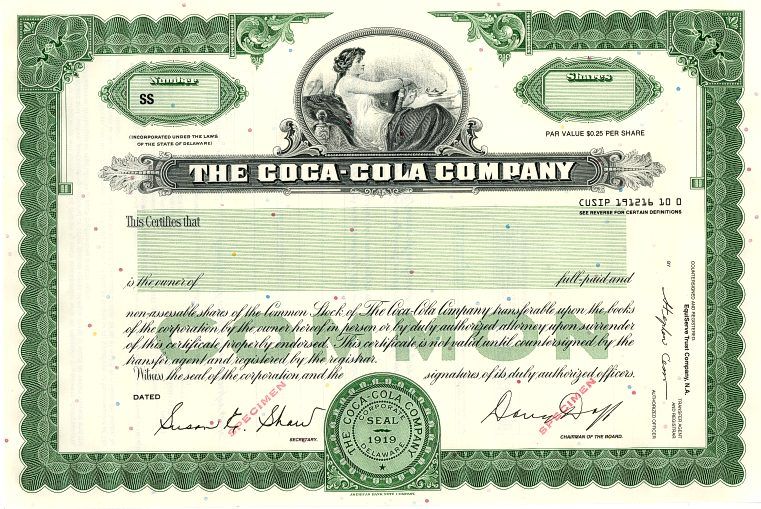 Number
SS
(INCORPORATED UNDER THE LAWS
OF THE STATE OF DELAWARE)
Shares
PAR VALUE $0.25 PER SHARE
THE COCA-COLA COMPANY
CUSIP 191216 10 0
SEE REVERSE FOR CERTAIN DEFINITIONS
This Certifies that
is the owner of
full-paid and
COMMON
non-assessable shares of the Common Stock of The Coca-Cola Company transferable upon the books
of the corporation by the owner hereof in person or by duly authorized attorney upon surrender
of this certificate properly endorsed. This certificate is not valid until countersigned by the
transfer agent and registered by the registrar.
Witness the seal of the corporation and the signatures of its duly authorized officers.
DATED
SPECIMEN
SECRETARY.
THE COCA-COLA COMPANY
CORPORATE
SEAL
1919
DELAWARE
SPECIMEN
CHAIRMAN OF THE BOARD.
AMERICAN BANK NOTE COMPANY.
COUNTERSIGNED AND REGISTERED:
EquiServe Trust Company, N.A.
TRANSFER AGENT
AND REGISTRAR
BY
AUTHORIZED OFFICER